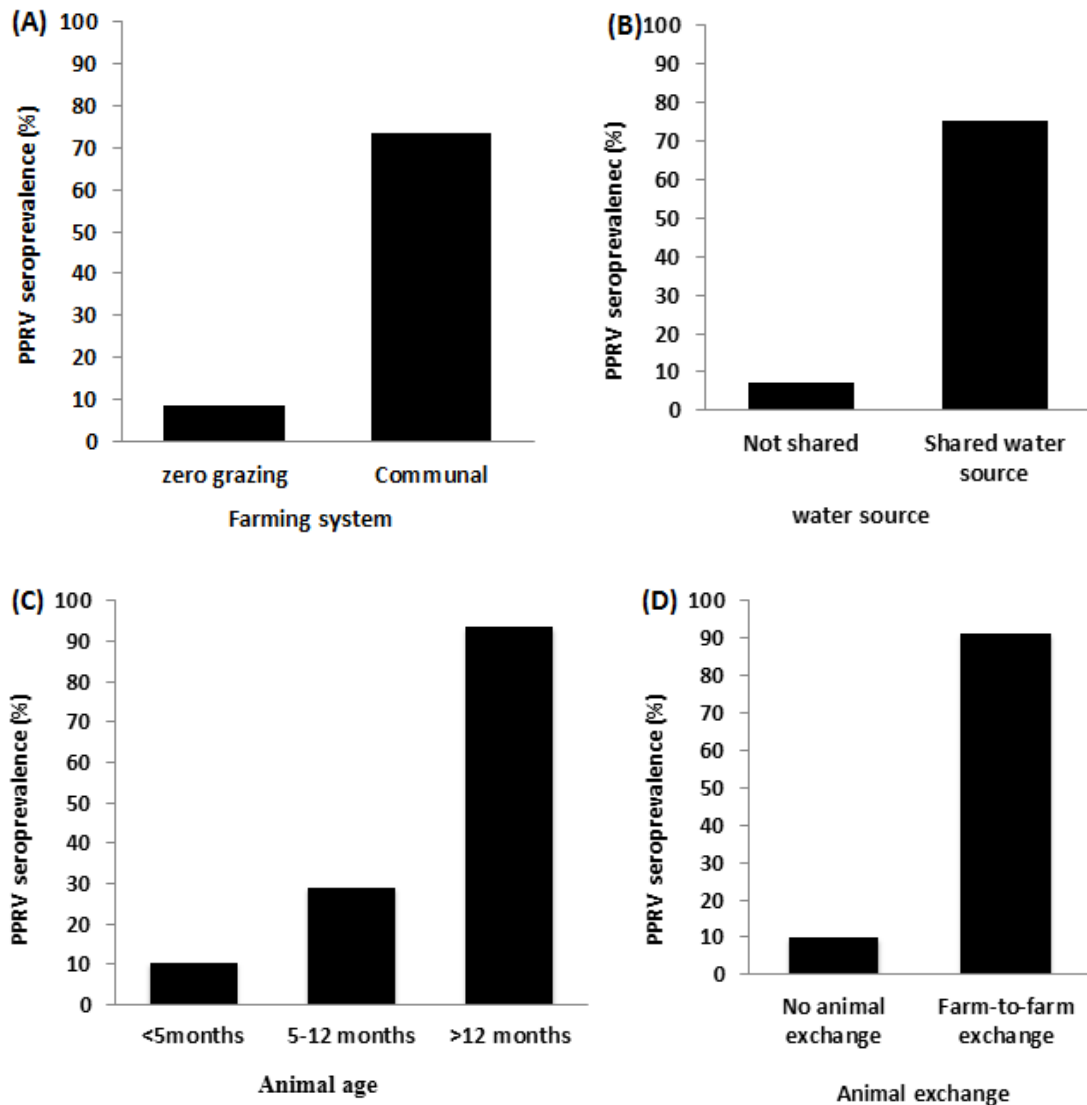 (A)
PPRV seroprevalence (%)
100
90
80
70
60
50
40
30
20
10
0
zero grazing Communal
Farming system
(B)
PPRV seroprevalenec (%)
100
90
80
70
60
50
40
30
20
10
0
Not shared Shared water
source
water source
(C)
PPRV seroprevalence (%)
100
90
80
70
60
50
40
30
20
10
0
<5months 5-12 months >12 months
Animal age
(D)
PPRV seroprevalence (%)
100
90
80
70
60
50
40
30
20
10
0
No animal Farm-to-farm
exchange exchange
Animal exchange